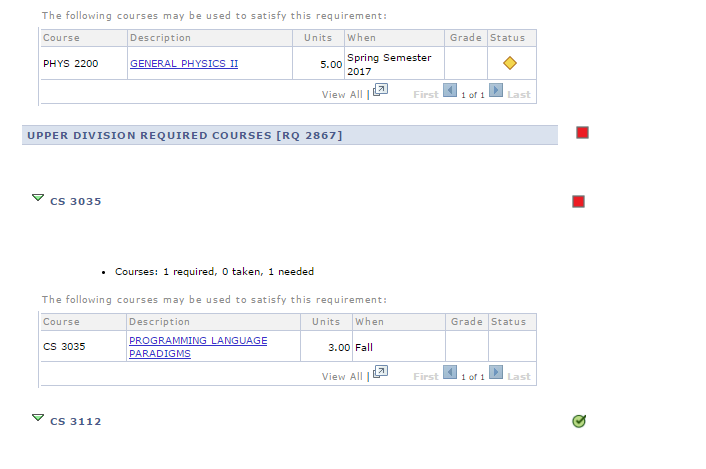 The following courses may be used to satisfy this requirement:
Course Description Units When Grade Status
PHYS 2200 GENERAL PHYSICS II 5.00 Spring Semester 2017
View All | First 1 of 1 Last
UPPER DIVISION REQUIRED COURSES [RQ 2867]
CS 3035
• Courses: 1 required, 0 taken, 1 needed
The following courses may be used to satisfy this requirement:
Course Description Units When Grade Status
CS 3035 PROGRAMMING LANGUAGE PARADIGMS 3.00 Fall
View All | First 1 of 1 Last
CS 3112